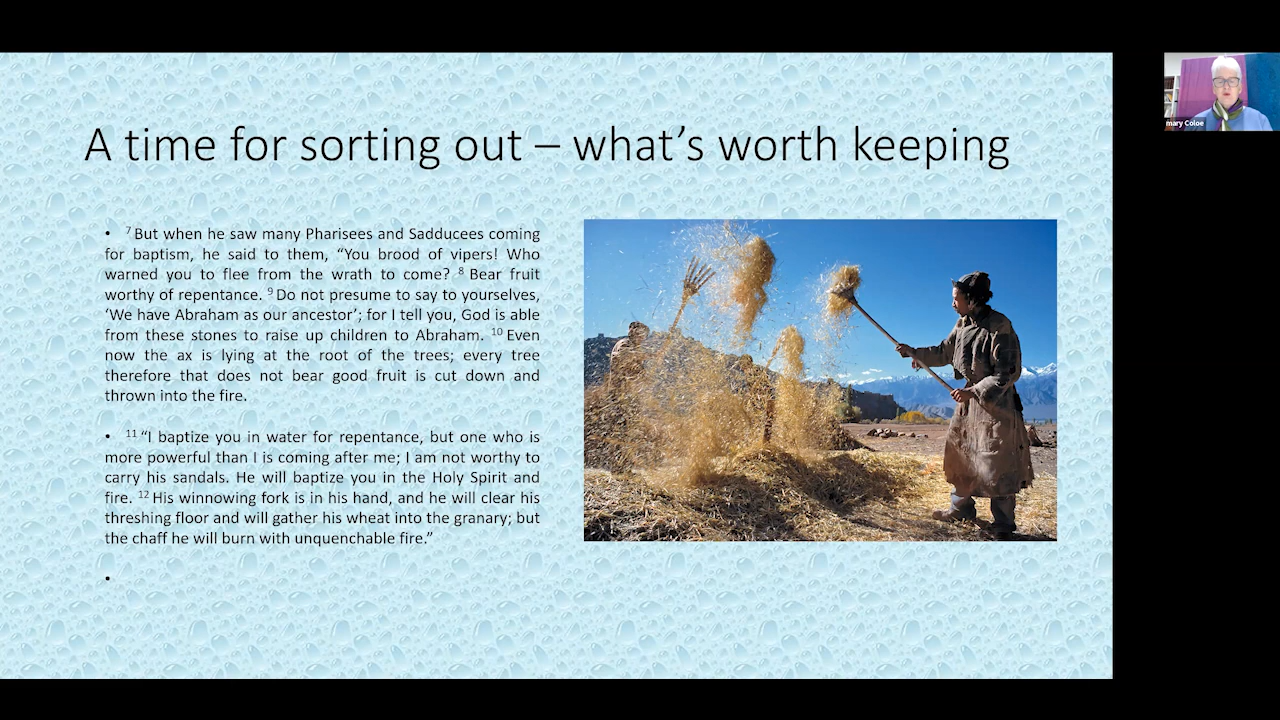 A time for sorting out – what's worth keeping
• 7 But when he saw many Pharisees and Sadducees coming
for baptism, he said to them, “You brood of vipers! Who
warned you to flee from the wrath to come? 8 Bear fruit
worthy of repentance. 9 Do not presume to say to yourselves,
‘We have Abraham as our ancestor’; for I tell you, God is able
from these stones to raise up children to Abraham. 10 Even
now the ax is lying at the root of the trees; every tree
therefore that does not bear good fruit is cut down and
thrown into the fire.
• 11 “I baptize you in water for repentance, but one who is
more powerful than I is coming after me; I am not worthy to
carry his sandals. He will baptize you in the Holy Spirit and
fire. 12 His winnowing fork is in his hand, and he will clear his
threshing floor and will gather his wheat into the granary; but
the chaff he will burn with unquenchable fire.”
•
mary Coloe